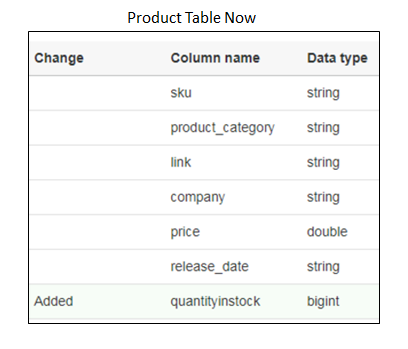 Product Table Now
Change Column name Data type
sku string
product_category string
link string
company string
price double
release_date string
Added quantityinstock bigint